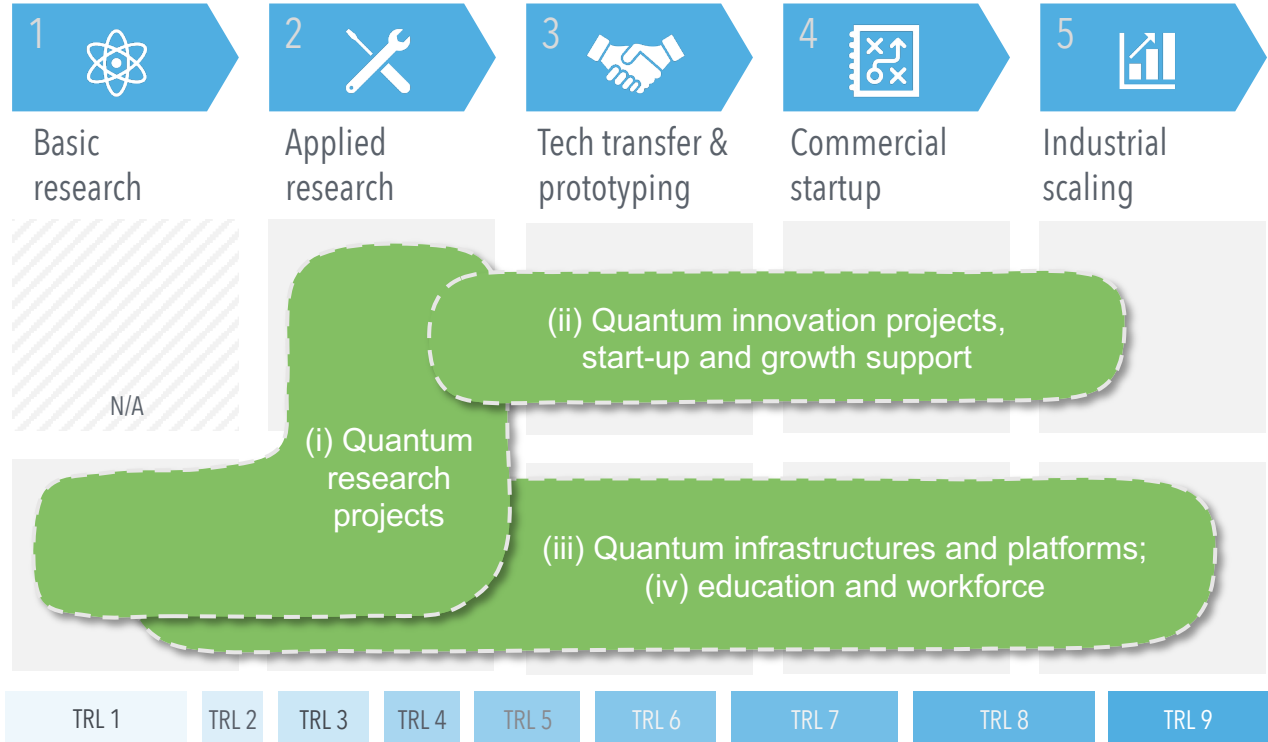 1
2
3
4
5
Basic
research
Applied
research
Tech transfer &
prototyping
Commercial
startup
Industrial
scaling
N/A
(ii) Quantum innovation projects,
start-up and growth support
(i) Quantum
research
projects
(iii) Quantum infrastructures and platforms;
(iv) education and workforce
TRL 1
TRL 2
TRL 3
TRL 4
TRL 5
TRL 6
TRL 7
TRL 8
TRL 9